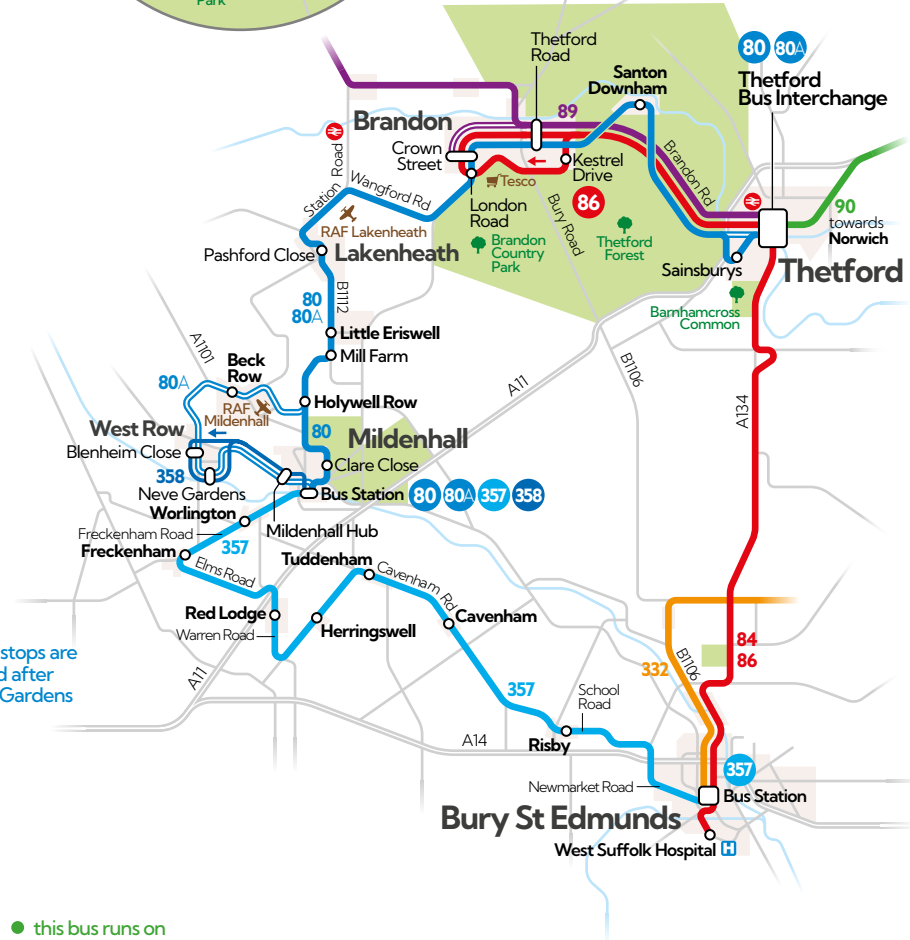 Park
Thetford
Road
80 80A
Thetford
Bus Interchange
Santon
Downham
89
Brandon
Crown
Street
Kestrel
Drive
Tesco
86
Brandon Rd
Station Road
Wangford Rd
London
Road
Bury Road
RAF Lakenheath
Brandon
Country
Park
Thetford
Forest
90
towards
Norwich
Pashford Close
Lakenheath
Sainsburys
Thetford
Barnhamcross
Common
80
80A
B1112
Little Eriswell
Mill Farm
A1101
Beck
Row
B1106
A11
80A
RAF
Mildenhall
Holywell Row
A134
West Row
80
Mildenhall
Blenheim Close
Clare Close
358
Neve Gardens
Bus Station 80 80A 357 358
Worlington
Mildenhall Hub
Freckenham Road
357
Freckenham
Tuddenham
Elms Road
Cavenham Rd
Red Lodge
Warren Road
Herringswell
Cavenham
stops are
d after
Gardens
A11
84
86
332
B1106
357
School
Road
Risby
A14
357
Newmarket Road
Bus Station
Bury St Edmunds
West Suffolk Hospital H
this bus runs on